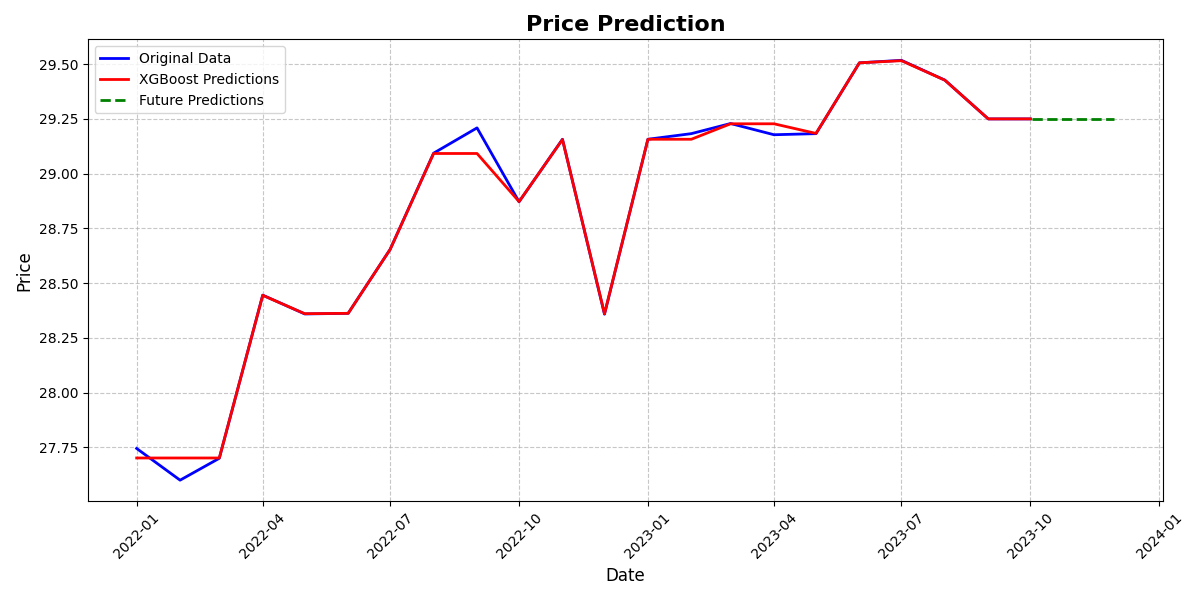 Price Prediction
Original Data
XGBoost Predictions
Future Predictions
29.50
29.25
29.00
28.75
28.50
28.25
28.00
27.75
Price
2022-01
2022-04
2022-07
2022-10
2023-01
2023-04
2023-07
2023-10
2024-01
Date